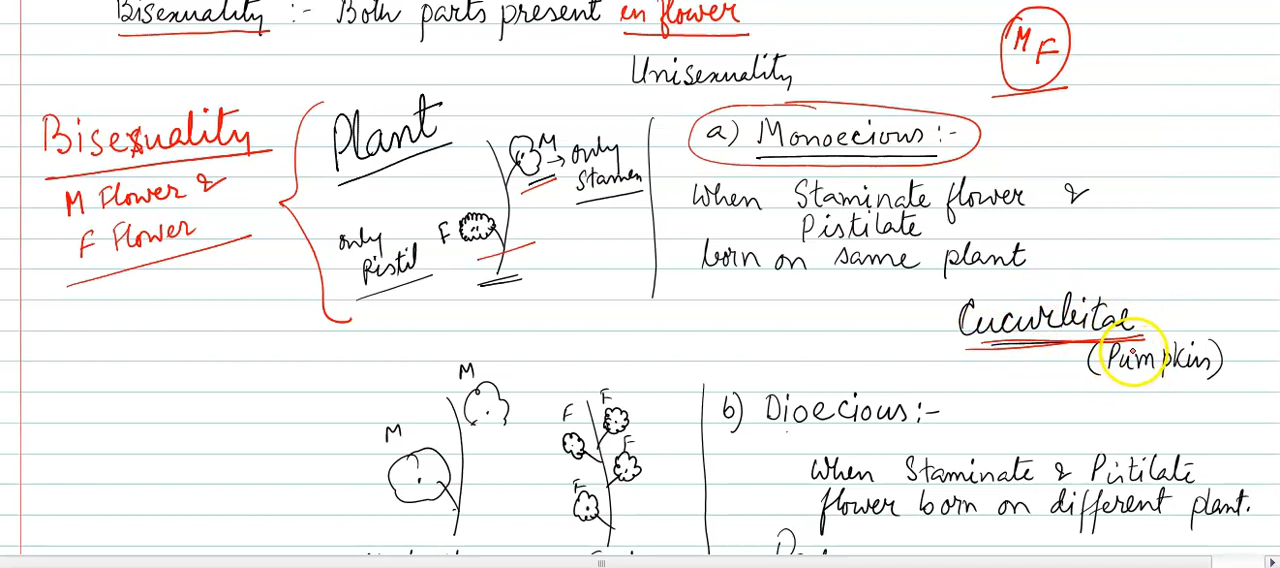 Bisexuality :- Both parts present en flower
M F
Unisexuality
Bisexuality
M Flower &
F Flower
Plant
M → only
Stamen
F
only
Pistil
a) Monoecious :-
When Staminate flower &
Pistilate
born on same plant
Cucurbitae
(Pumpkin)
M
M
F
F
F
F
b) Dioecious :-
When Staminate & Pistilate
flower born on different plant.